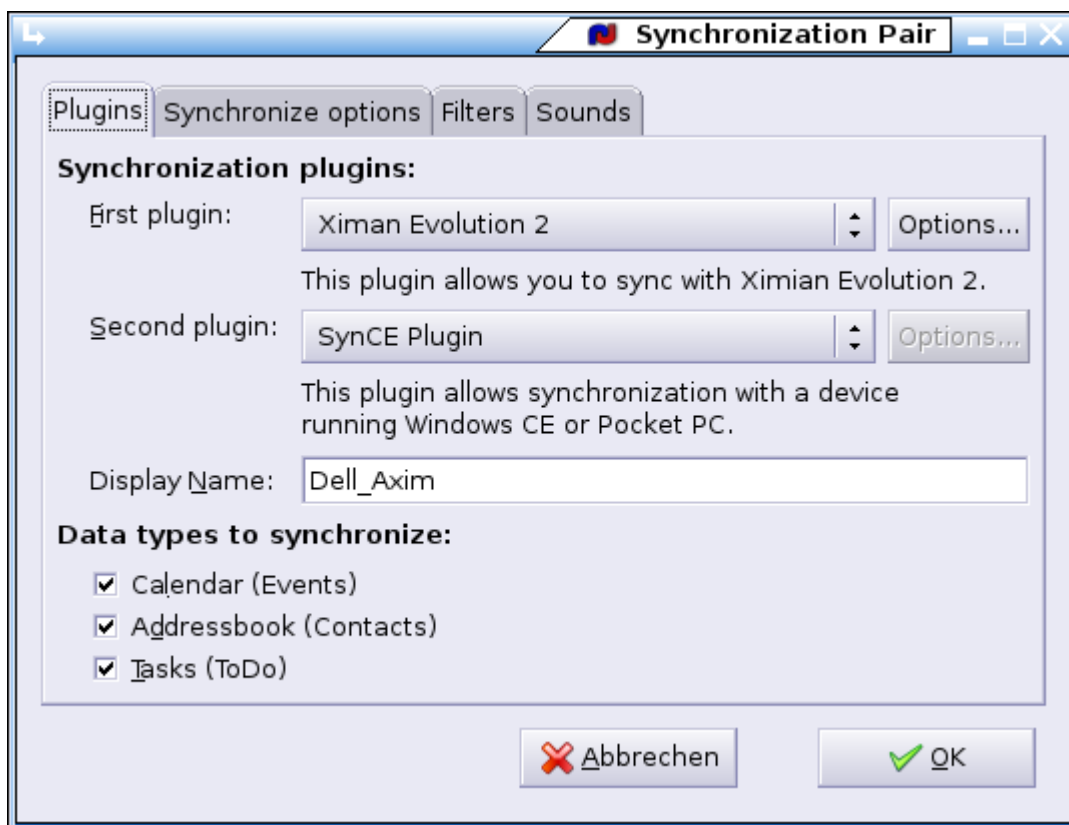 Synchronization Pair
Plugins Synchronize options Filters Sounds
Synchronization plugins:
First plugin: Ximan Evolution 2 Options...
This plugin allows you to sync with Ximian Evolution 2.
Second plugin: SynCE Plugin Options...
This plugin allows synchronization with a device
running Windows CE or Pocket PC.
Display Name: Dell_Axim
Data types to synchronize:
Calendar (Events)
Addressbook (Contacts)
Tasks (ToDo)
Abbrechen OK